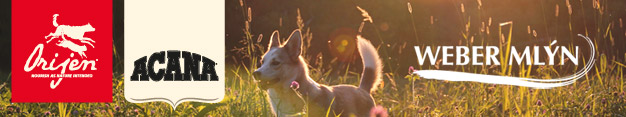 Orijen
NOURISH AS NATURE INTENDED
ACANA
WEBER MLÝN